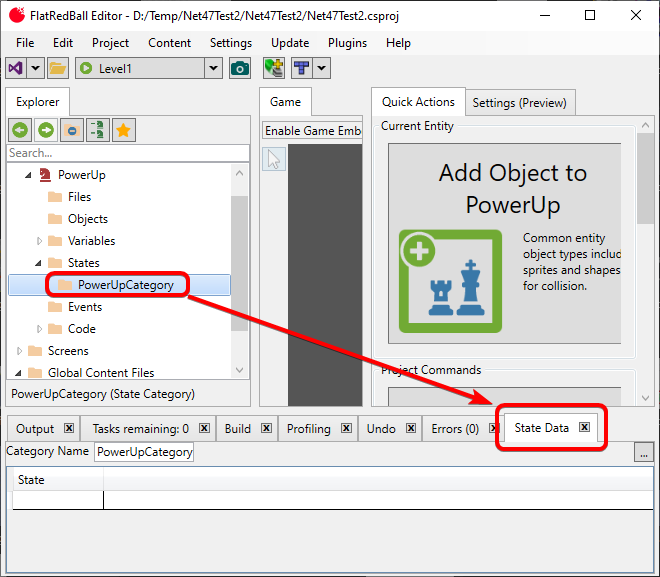 FlatRedBall Editor - D:/Temp/Net47Test2/Net47Test2/Net47Test2.csproj
File Edit Project Content Settings Update Plugins Help
Level1
Explorer
Search...
PowerUp
Files
Objects
Variables
States
PowerUpCategory
Events
Code
Screens
Global Content Files
PowerUpCategory (State Category)
Game
Enable Game Emb
Quick Actions Settings (Preview)
Current Entity
Add Object to
PowerUp
Common entity
object types includ
sprites and shapes
for collision.
Project Commands
Output Tasks remaining: 0 Build Profiling Undo Errors (0) State Data
Category Name PowerUpCategory ...
State